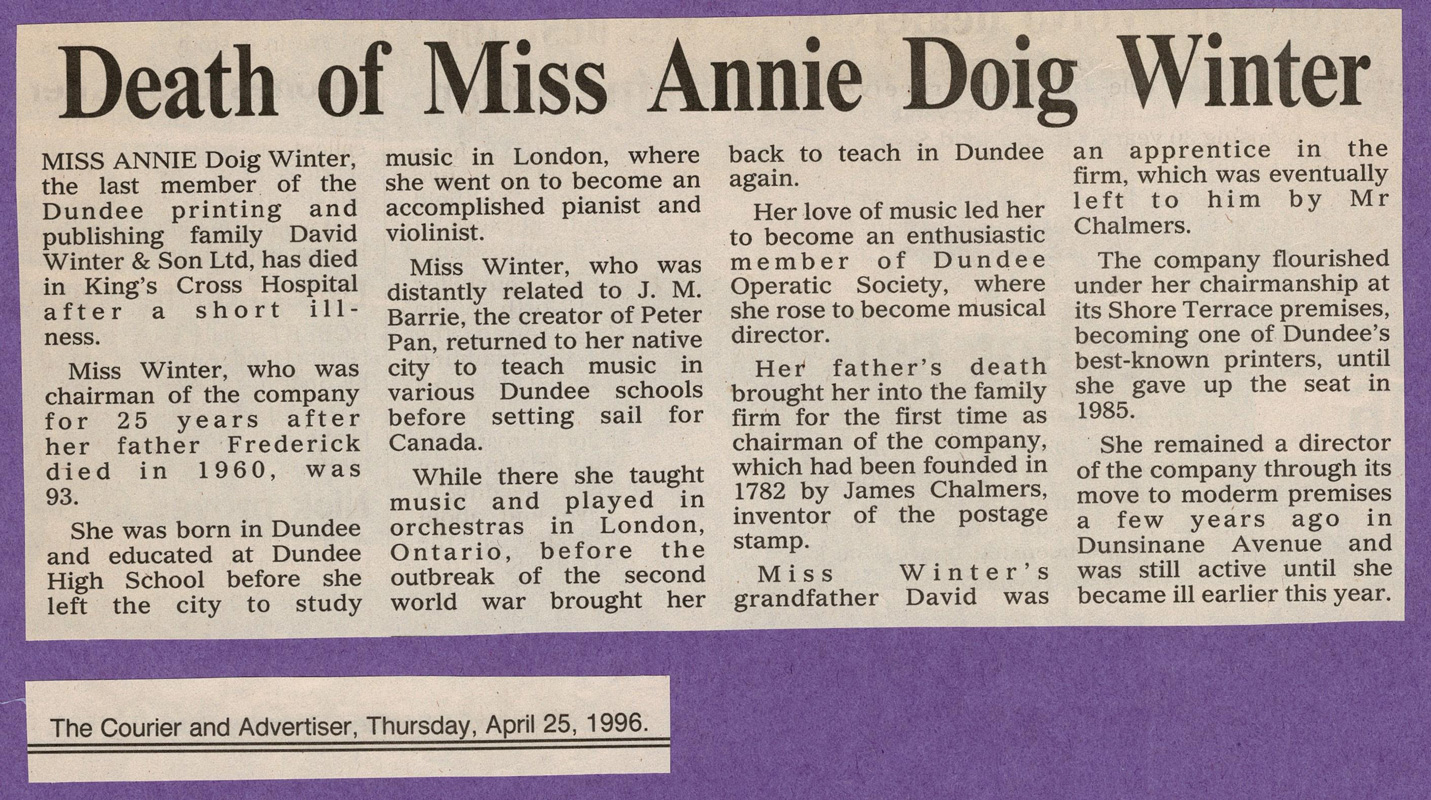 Death of Miss Annie Doig Winter
MISS ANNIE Doig Winter,
the last member of the
Dundee printing and
publishing family David
Winter & Son Ltd, has died
in King's Cross Hospital
after a short ill-
ness.
Miss Winter, who was
chairman of the company
for 25 years after
her father Frederick
died in 1960, was
93.
She was born in Dundee
and educated at Dundee
High School before she
left the city to study
music in London, where
she went on to become an
accomplished pianist and
violinist.
Miss Winter, who was
distantly related to J. M.
Barrie, the creator of Peter
Pan, returned to her native
city to teach music in
various Dundee schools
before setting sail for
Canada.
While there she taught
music and played in
orchestras in London,
Ontario, before the
outbreak of the second
world war brought her
back to teach in Dundee
again.
Her love of music led her
to become an enthusiastic
member of Dundee
Operatic Society, where
she rose to become musical
director.
Her father's death
brought her into the family
firm for the first time as
chairman of the company,
which had been founded in
1782 by James Chalmers,
inventor of the postage
stamp.
Miss Winter's
grandfather David was
an apprentice in the
firm, which was eventually
left to him by Mr
Chalmers.
The company flourished
under her chairmanship at
its Shore Terrace premises,
becoming one of Dundee's
best-known printers, until
she gave up the seat in
1985.
She remained a director
of the company through its
move to moderm premises
a few years ago in
Dunsinane Avenue and
was still active until she
became ill earlier this year.
The Courier and Advertiser, Thursday, April 25, 1996.